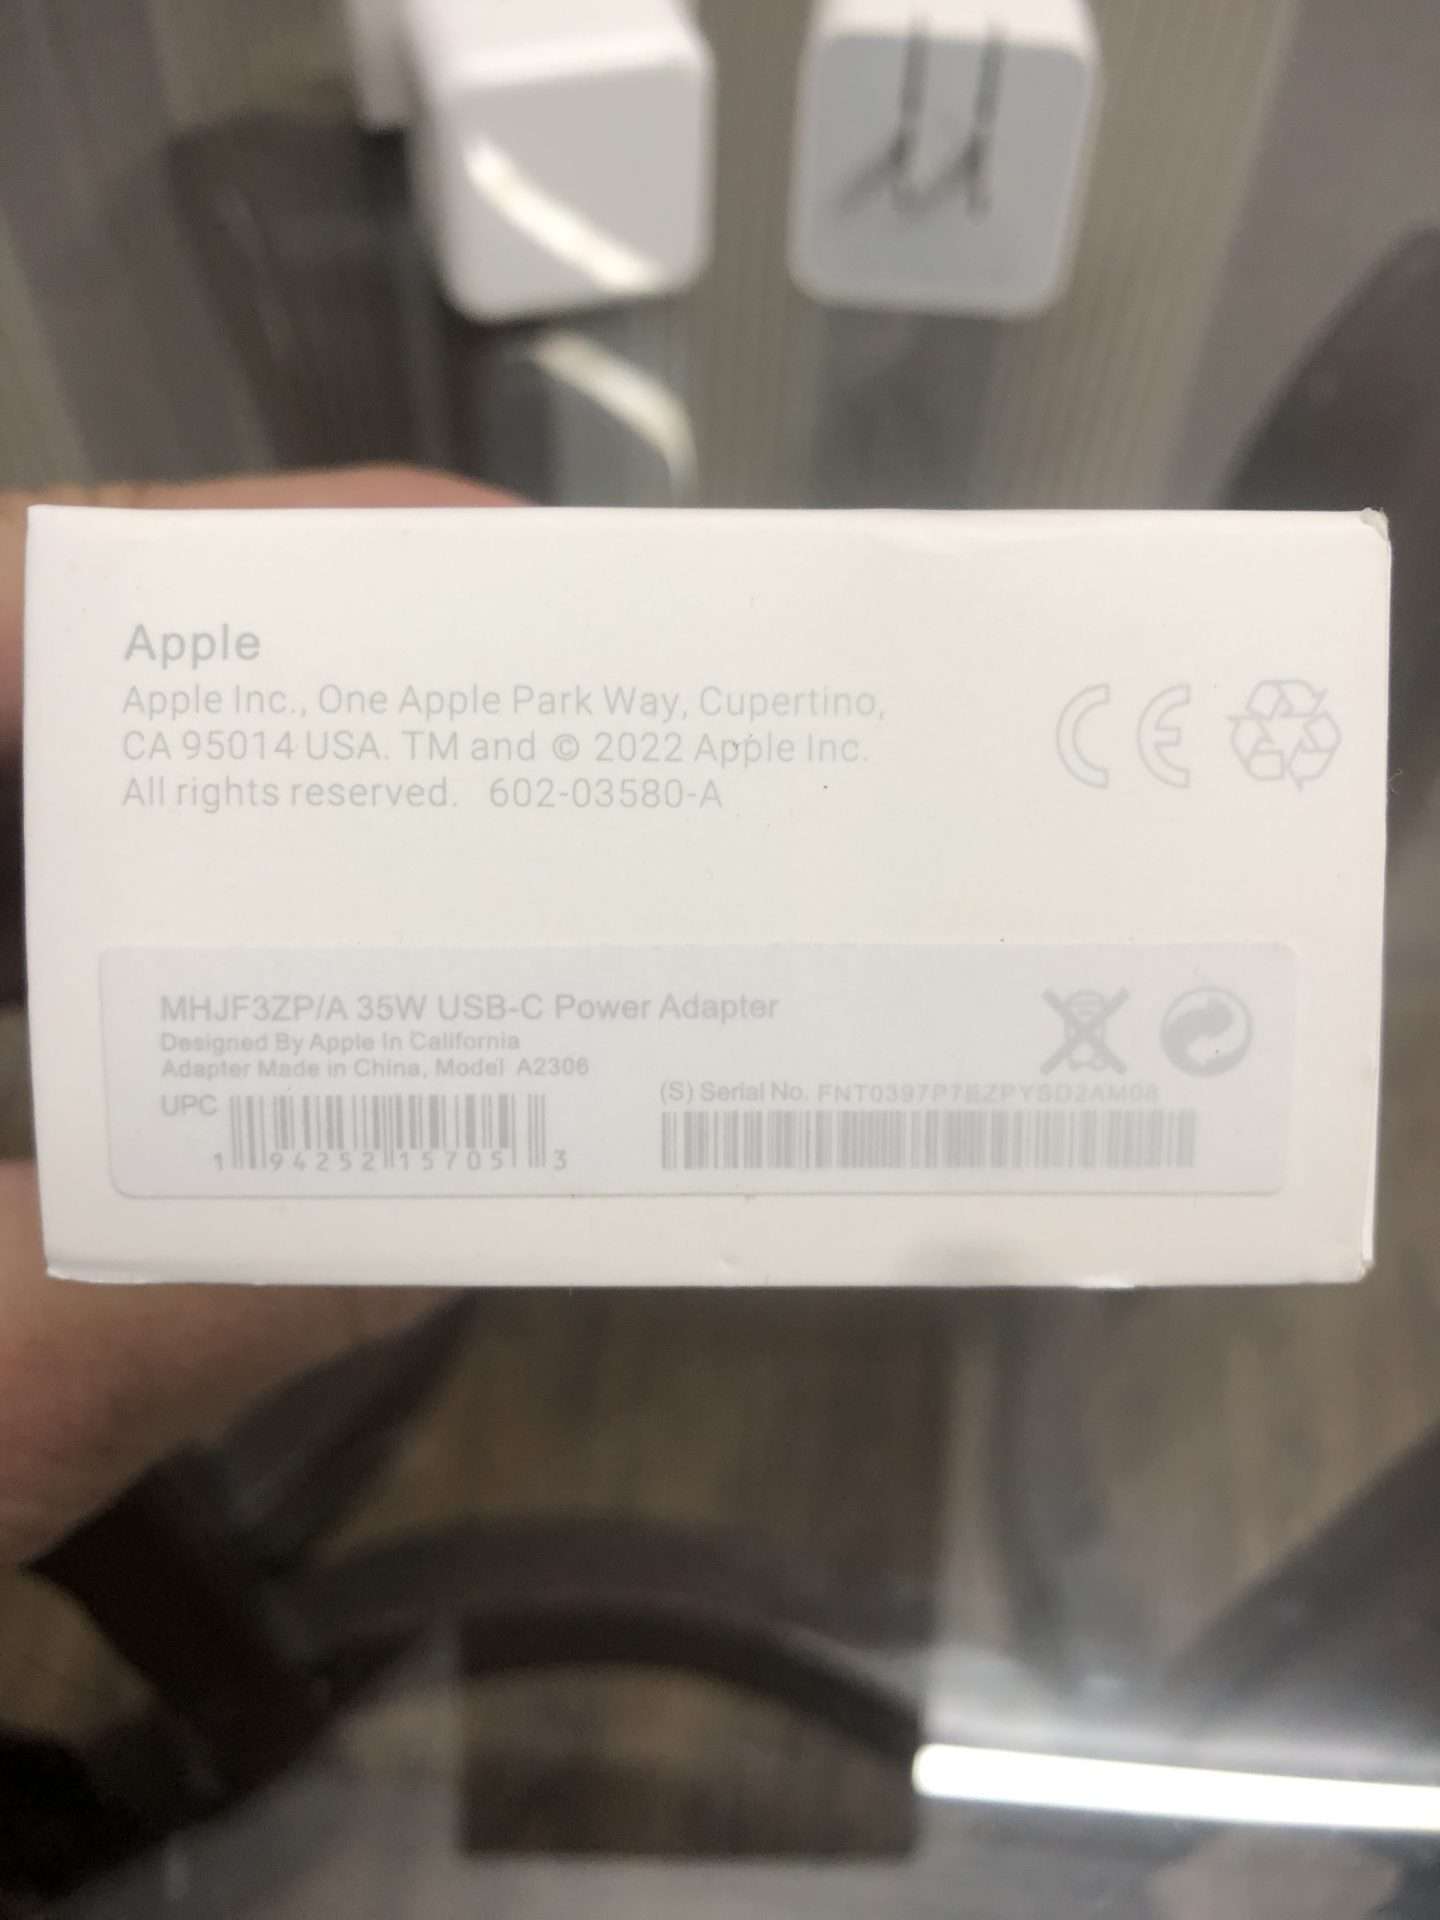 Apple
Apple Inc., One Apple Park Way, Cupertino,
CA 95014 USA. TM and © 2022 Apple Inc.
All rights reserved. 602-03580-A
CE
MHJF3ZP/A 35W USB-C Power Adapter
Designed By Apple In California
Adapter Made in China, Model A2306
UPC
(S) Serial No.
1 94252 15705 3